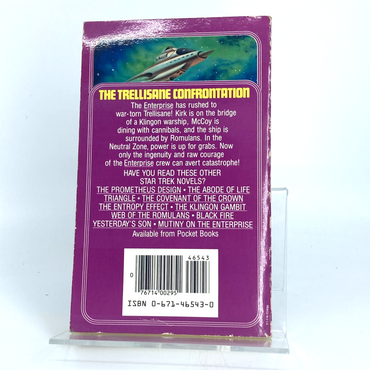 THE TRELLISANE CONFRONTATION
The Enterprise has rushed to
war-torn Trellisane! Kirk is on the bridge
of a Klingon warship, McCoy is
dining with cannibals, and the ship is
surrounded by Romulans. In the
Neutral Zone, power is up for grabs. Now
only the ingenuity and raw courage
of the Enterprise crew can avert catastrophe!
HAVE YOU READ THESE OTHER
STAR TREK NOVELS?
THE PROMETHEUS DESIGN • THE ABODE OF LIFE
TRIANGLE • THE COVENANT OF THE CROWN
THE ENTROPY EFFECT • THE KLINGON GAMBIT
WEB OF THE ROMULANS • BLACK FIRE
YESTERDAY'S SON • MUTINY ON THE ENTERPRISE
Available from Pocket Books
46543
0
76714 00295
ISBN 0-671-46543-0